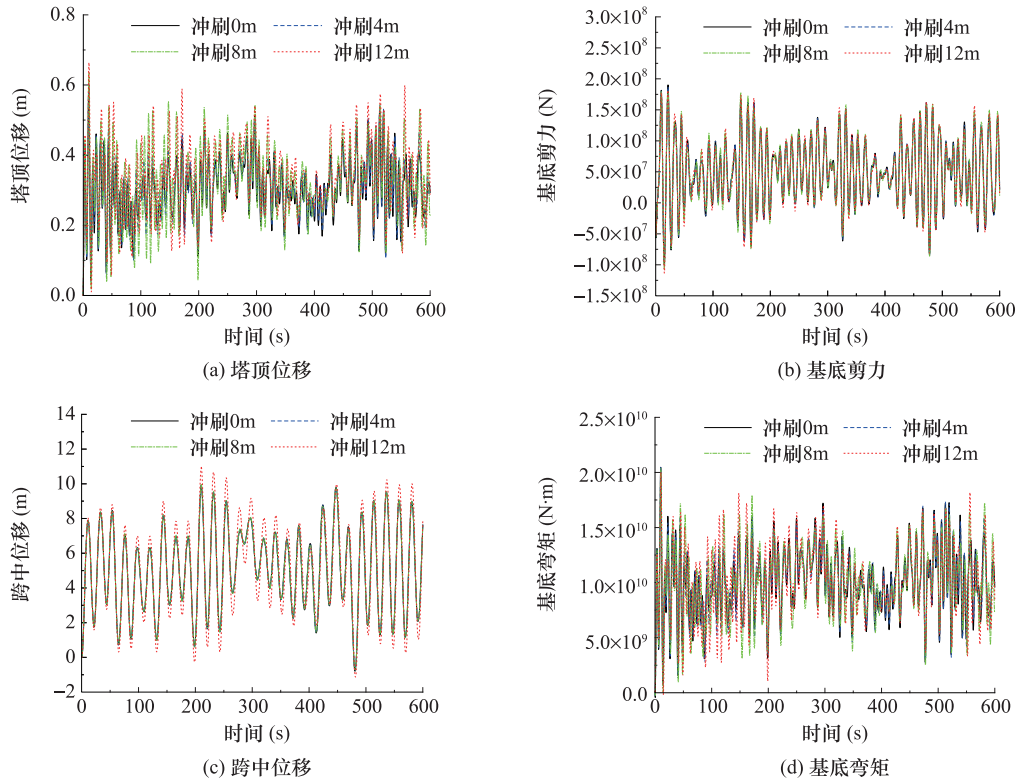 冲刷0m 冲刷4m
冲刷8m 冲刷12m
塔顶位移 (m)
0.8
0.6
0.4
0.2
0.0
0 100 200 300 400 500 600
时间 (s)
(a) 塔顶位移
冲刷0m 冲刷4m
冲刷8m 冲刷12m
基底剪力 (N)
3.0×10⁸
2.5×10⁸
2.0×10⁸
1.5×10⁸
1.0×10⁸
5.0×10⁷
0.0
−5.0×10⁷
−1.0×10⁸
−1.5×10⁸
0 100 200 300 400 500 600
时间 (s)
(b) 基底剪力
冲刷0m 冲刷4m
冲刷8m 冲刷12m
跨中位移 (m)
14
12
10
8
6
4
2
0
−2
0 100 200 300 400 500 600
时间 (s)
(c) 跨中位移
冲刷0m 冲刷4m
冲刷8m 冲刷12m
基底弯矩 (N·m)
2.5×10¹⁰
2.0×10¹⁰
1.5×10¹⁰
1.0×10¹⁰
5.0×10⁹
0.0
0 100 200 300 400 500 600
时间 (s)
(d) 基底弯矩